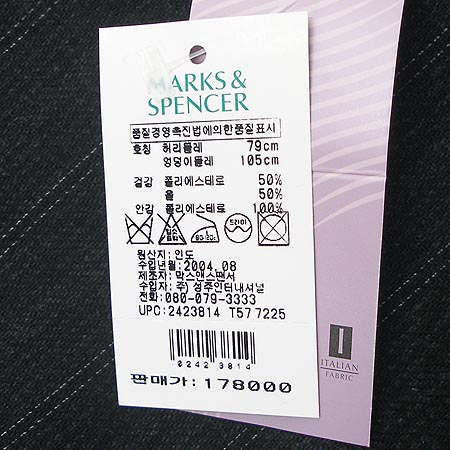 MARKS &
SPENCER
품질경영촉진법에의한품질표시
호칭 허리둘레 79cm
엉덩이둘레 105cm
겉감 폴리에스테르 50%
울 50%
안감 폴리에스테르 100%
드라이
원산지: 인도
수입년월: 2004.08
제조자: 막스앤스펜서
수입자: 주) 성주인터내셔널
전화: 080-079-3333
UPC: 2423814 T57 7225
0242 3814
판매가: 178000
I
ITALIAN
FABRIC